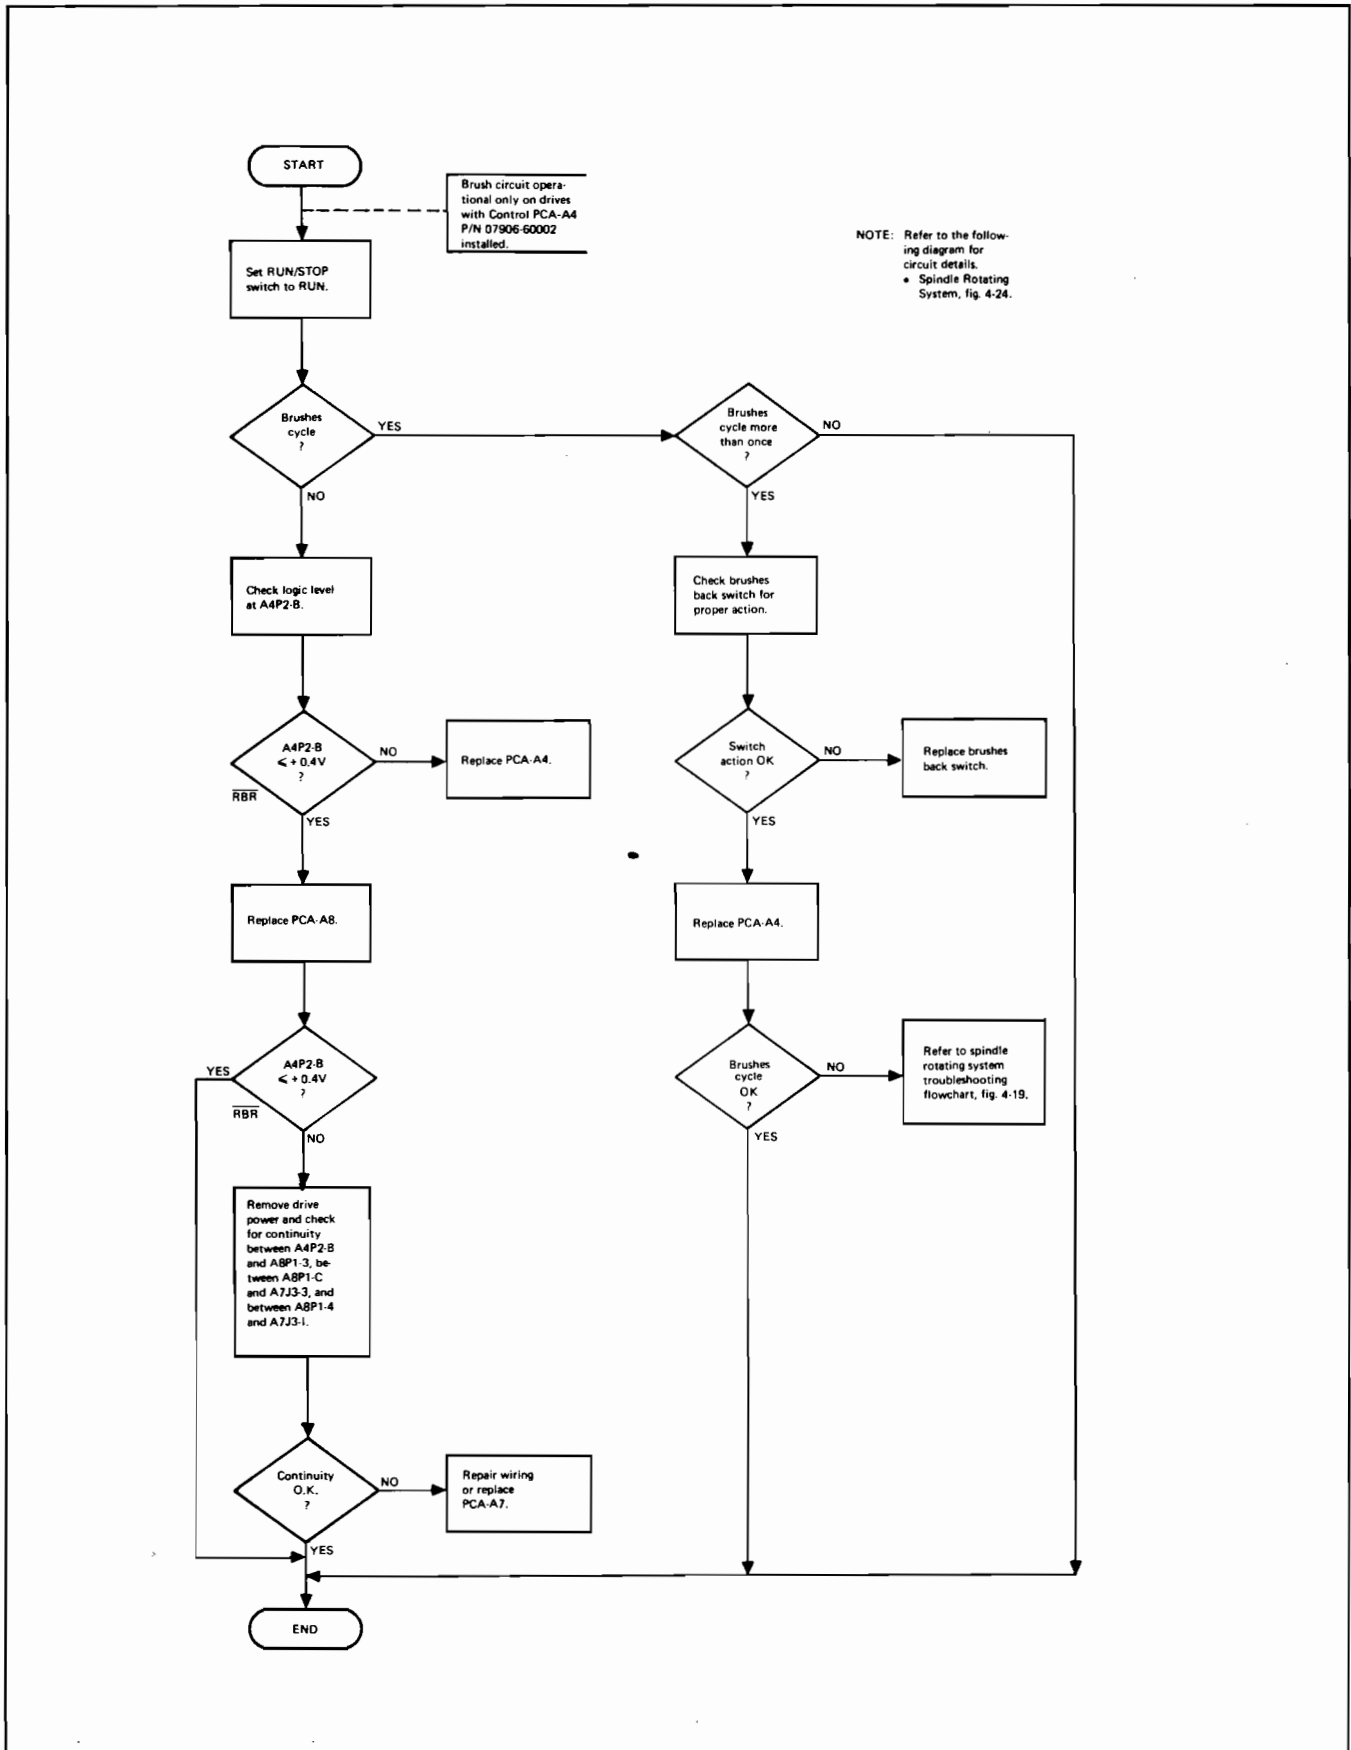 START
Brush circuit opera-
tional only on drives
with Control PCA-A4
P/N 07906-60002
installed.
NOTE: Refer to the follow-
ing diagram for
circuit details.
• Spindle Rotating
System, fig. 4-24.
Set RUN/STOP
switch to RUN.
Brushes
cycle
?
YES
NO
Brushes
cycle more
than once
?
NO
YES
Check logic level
at A4P2-B.
Check brushes
back switch for
proper action.
A4P2-B
≤ + 0.4V
?
RBR
NO
YES
Replace PCA-A4.
Switch
action OK
?
NO
YES
Replace brushes
back switch.
Replace PCA-A8.
Replace PCA-A4.
YES
A4P2-B
≤ + 0.4V
?
RBR
NO
Brushes
cycle
OK
?
NO
YES
Refer to spindle
rotating system
troubleshooting
flowchart, fig. 4-19.
Remove drive
power and check
for continuity
between A4P2-B
and A8P1-3, be-
tween A8P1-C
and A7J3-3, and
between A8P1-4
and A7J3-I.
Continuity
O.K.
?
NO
YES
Repair wiring
or replace
PCA-A7.
END